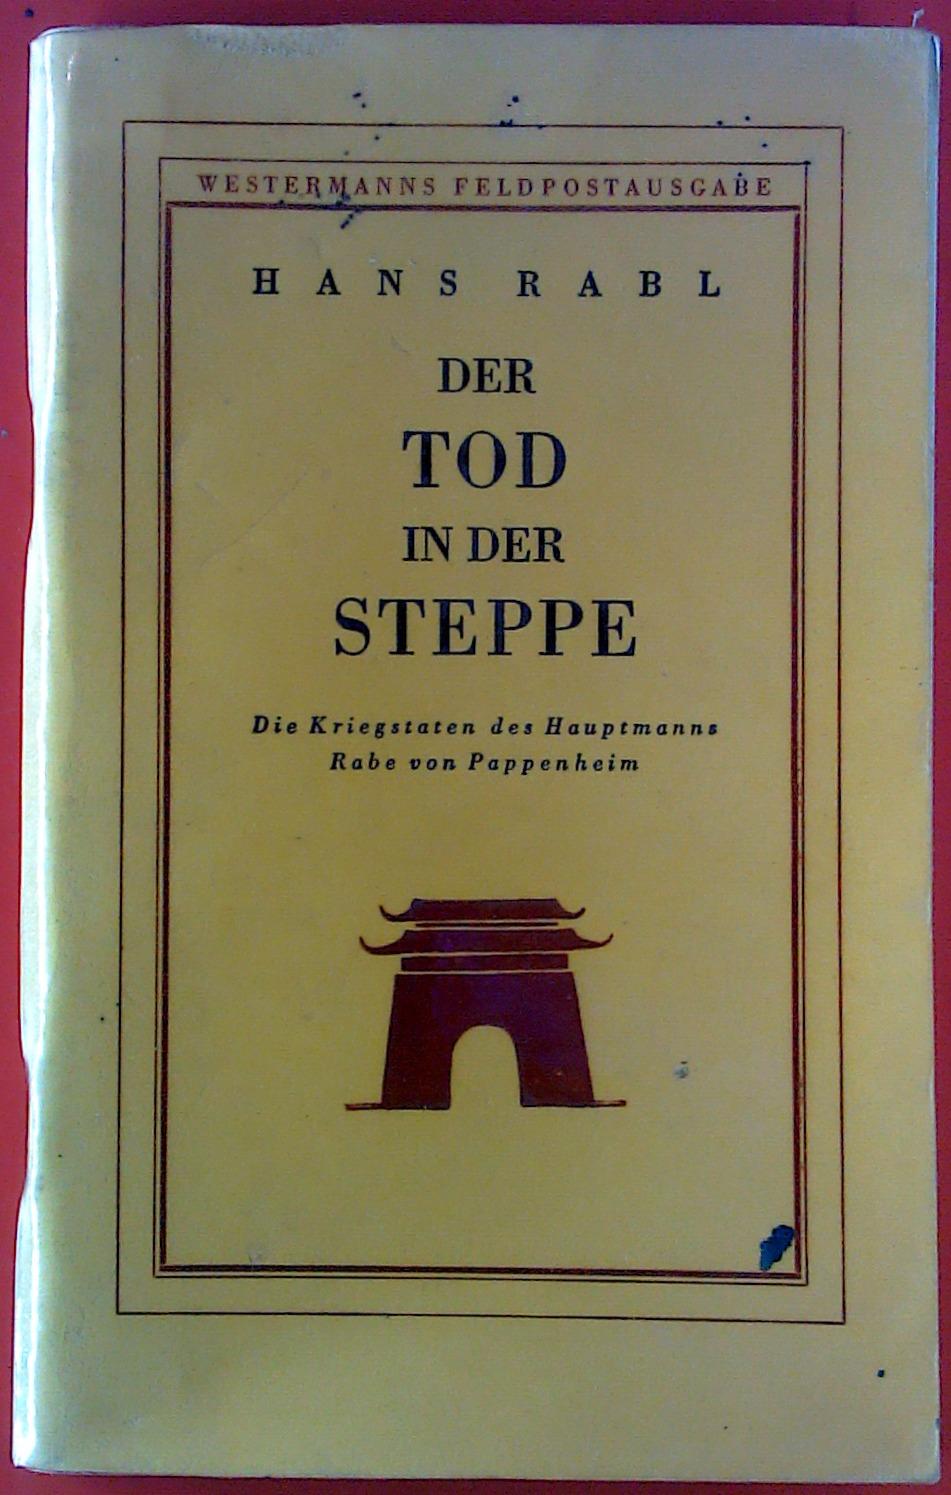 WESTERMANNS FELDPOSTAUSGABE
HANS RABL
DER
TOD
IN DER
STEPPE
Die Kriegstaten des Hauptmanns
Rabe von Pappenheim